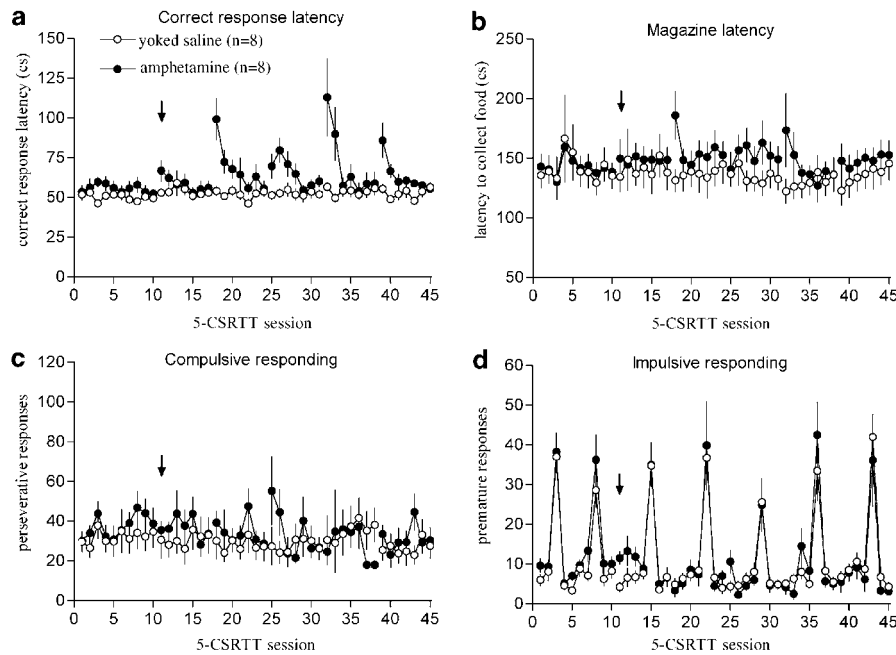 a
Correct response latency
yoked saline (n=8)
amphetamine (n=8)
correct response latency (cs)
150
125
100
75
50
25
0
0 5 10 15 20 25 30 35 40 45
5-CSRTT session
b
Magazine latency
latency to collect food (cs)
250
200
150
100
50
0 5 10 15 20 25 30 35 40 45
5-CSRTT session
c
Compulsive responding
perseverative responses
120
100
80
60
40
20
0
0 5 10 15 20 25 30 35 40 45
5-CSRTT session
d
Impulsive responding
premature responses
60
50
40
30
20
10
0
0 5 10 15 20 25 30 35 40 45
5-CSRTT session